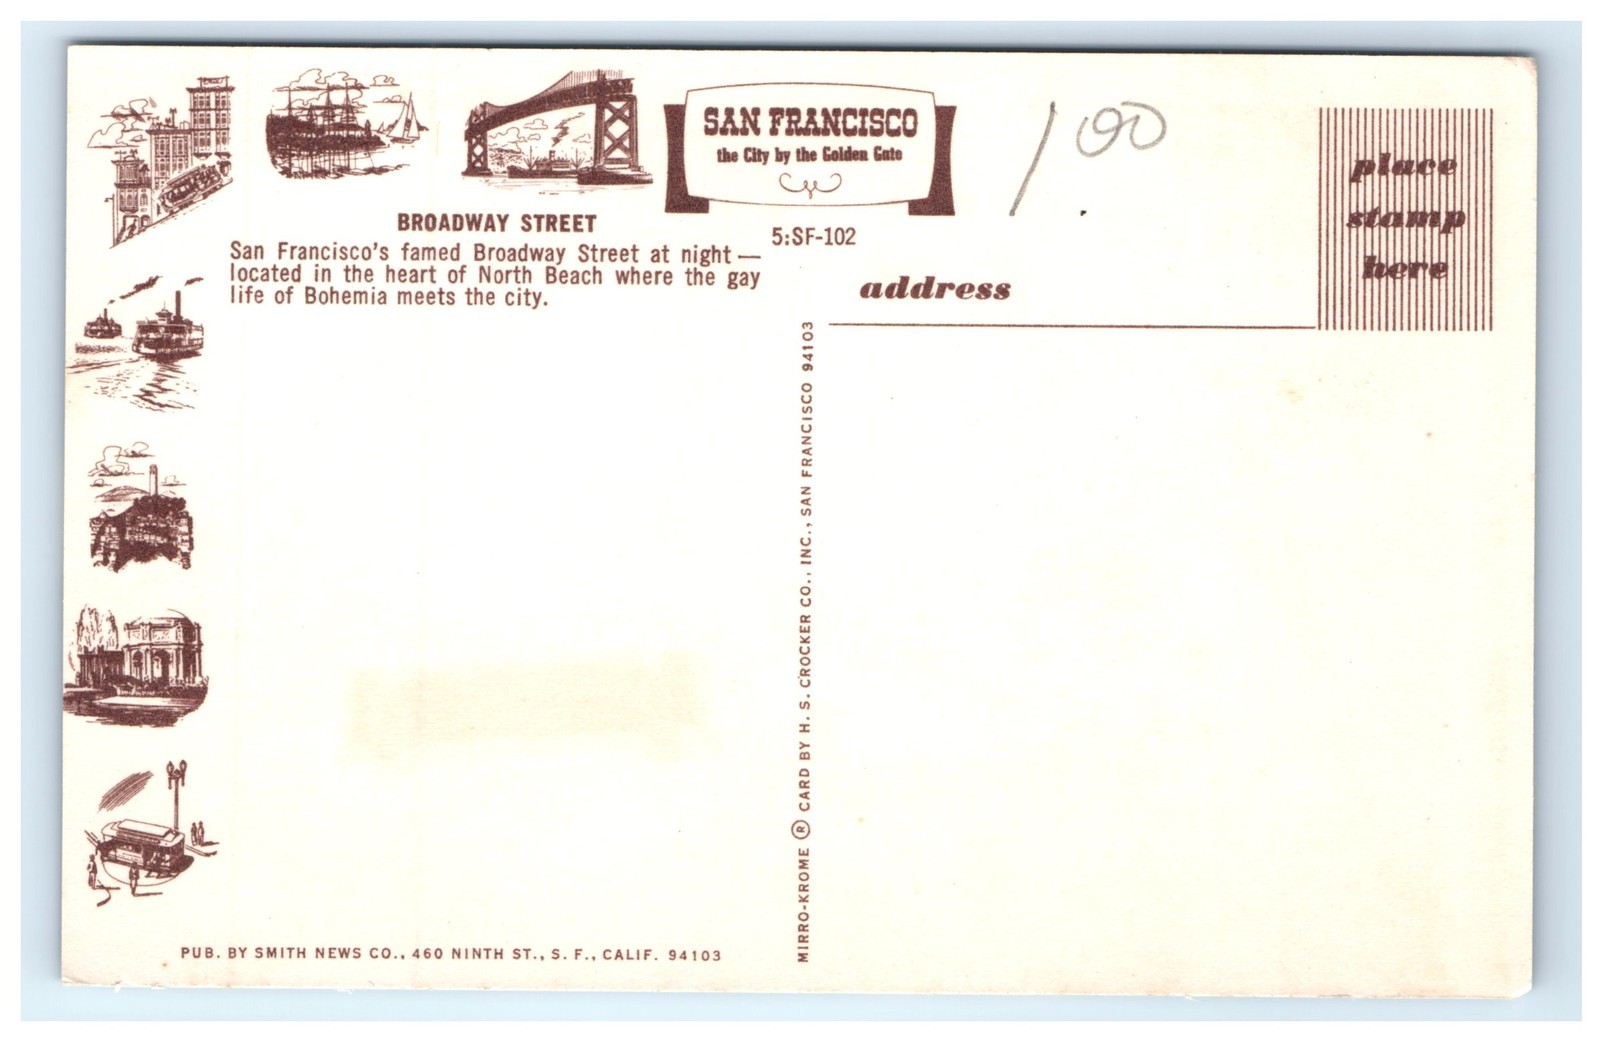 SAN FRANCISCO
the City by the Golden Gate
1 00
place
stamp
here
BROADWAY STREET
5:SF-102
San Francisco's famed Broadway Street at night —
located in the heart of North Beach where the gay
life of Bohemia meets the city.
address
MIRRO-KROME ® CARD BY H. S. CROCKER CO., INC., SAN FRANCISCO 94103
PUB. BY SMITH NEWS CO., 460 NINTH ST., S. F., CALIF. 94103